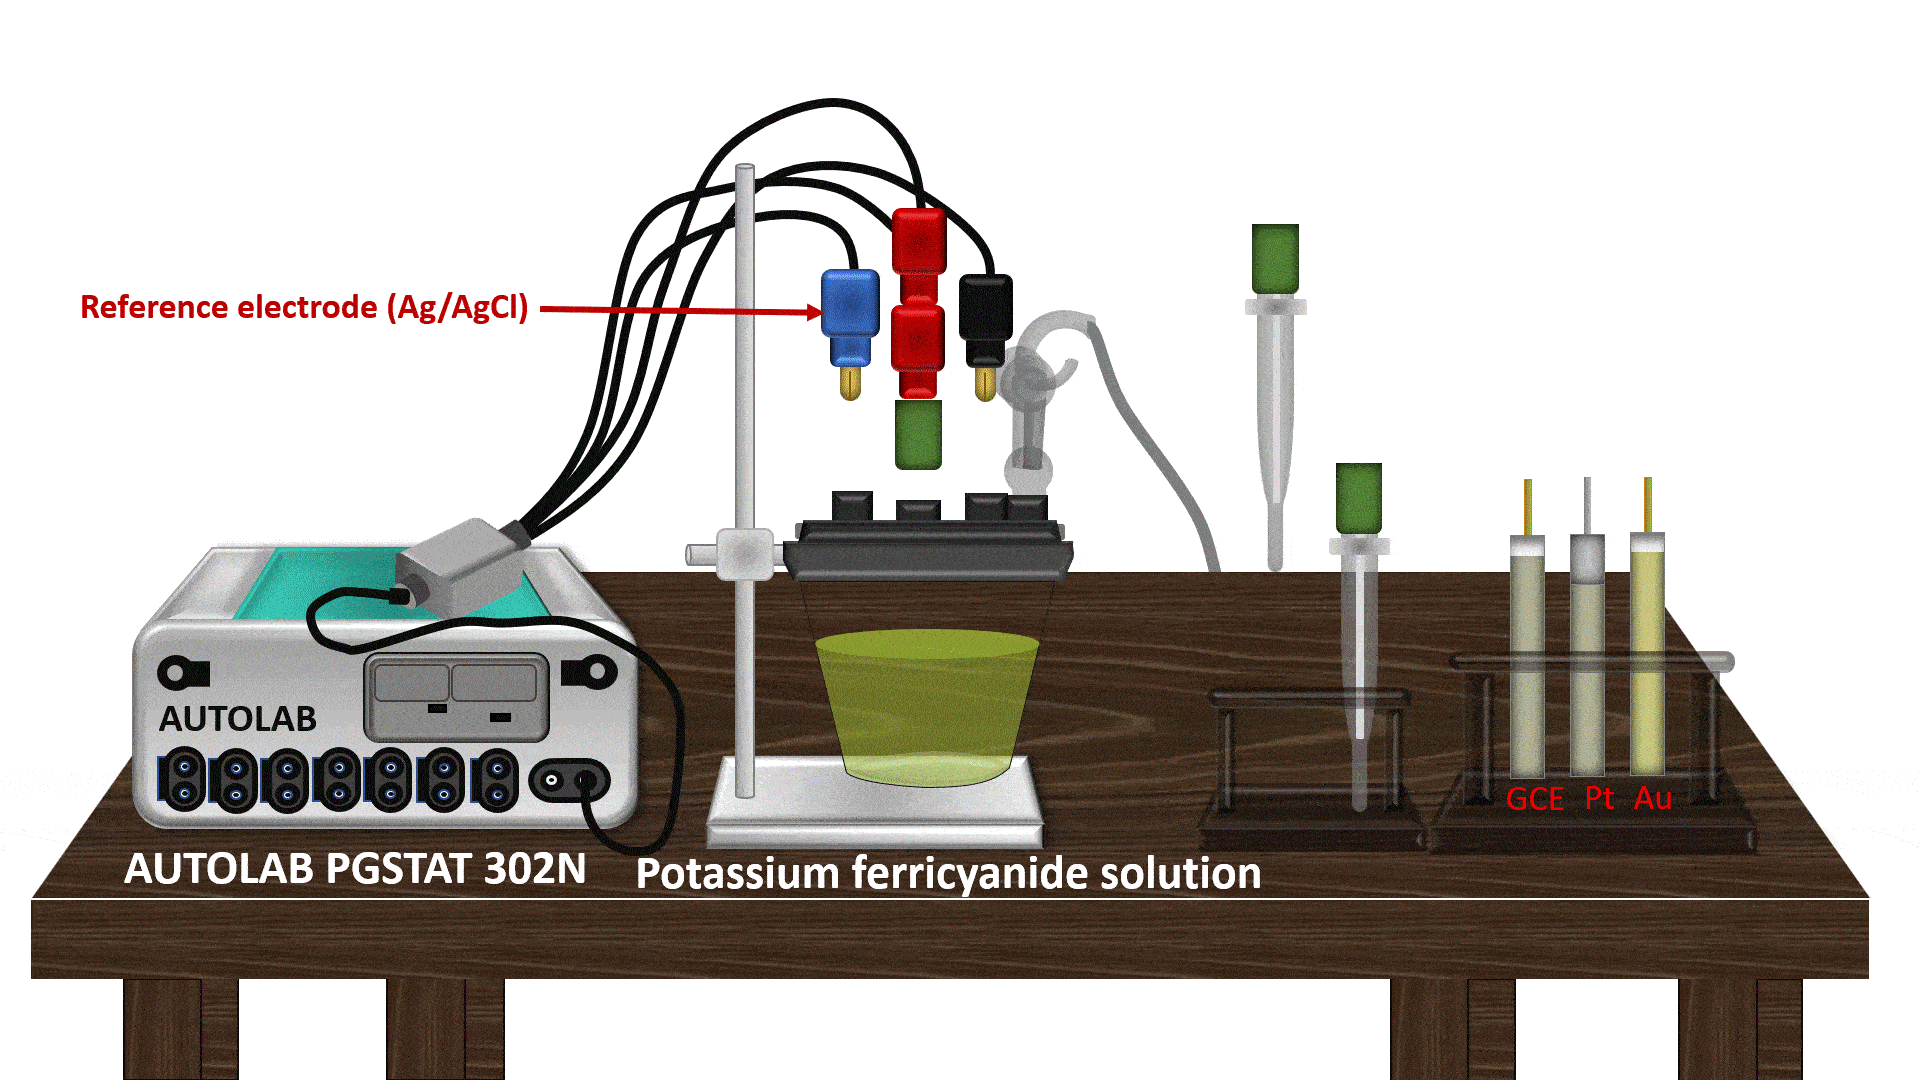 Reference electrode (Ag/AgCl)
AUTOLAB
GCE Pt Au
AUTOLAB PGSTAT 302N
Potassium ferricyanide solution